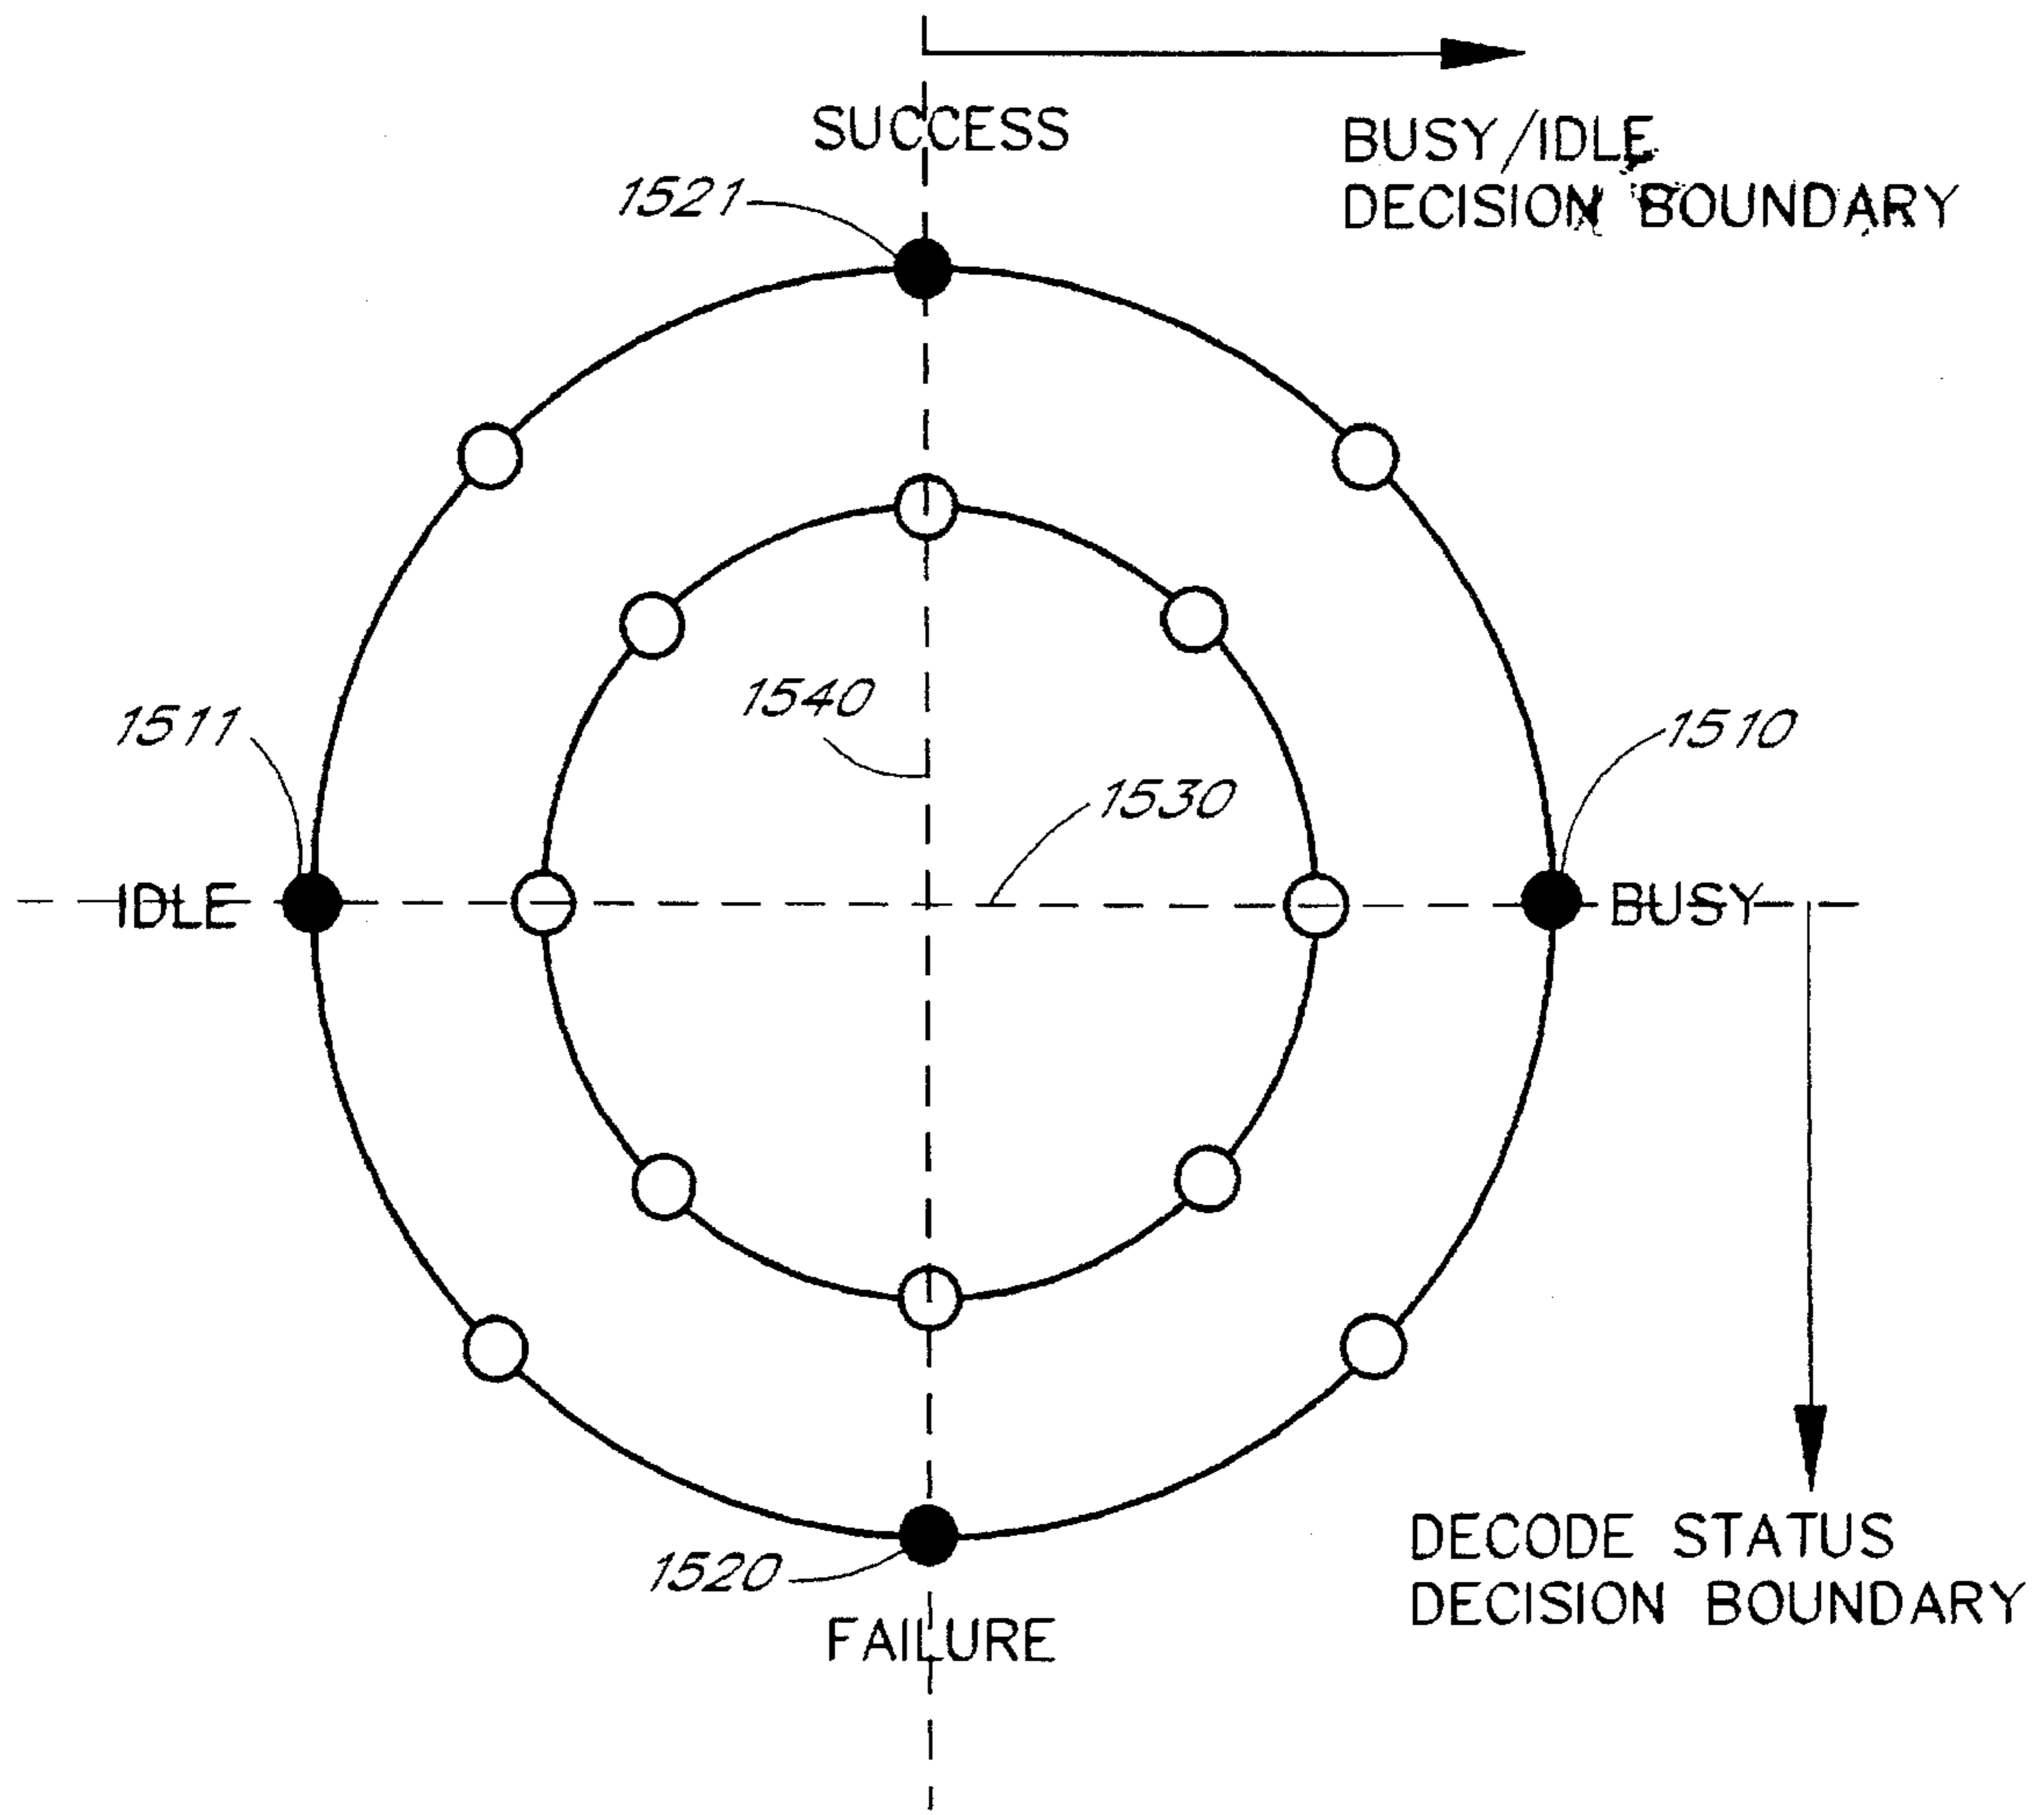 SUCCESS
BUSY/IDLE
DECISION BOUNDARY
1521
1540
1511
1510
1530
IDLE
BUSY
DECODE STATUS
DECISION BOUNDARY
1520
FAILURE